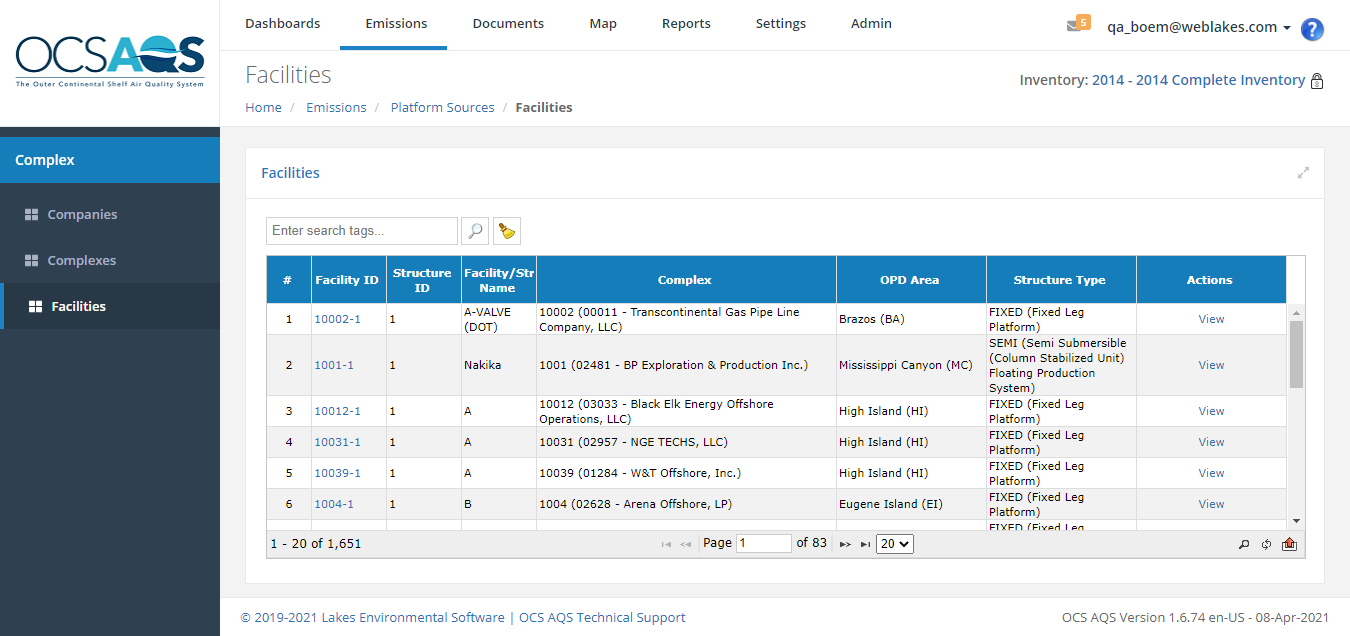 OCSAQS
The Outer Continental Shelf Air Quality System
Dashboards Emissions Documents Map Reports Settings Admin
5 qa_boem@weblakes.com ?
Facilities
Inventory: 2014 - 2014 Complete Inventory
Home / Emissions / Platform Sources / Facilities
Complex
Companies
Complexes
Facilities
Facilities
Enter search tags...
# Facility ID Structure ID Facility/Str Name Complex OPD Area Structure Type Actions
1 10002-1 1 A-VALVE (DOT) 10002 (00011 - Transcontinental Gas Pipe Line Company, LLC) Brazos (BA) FIXED (Fixed Leg Platform) View
2 1001-1 1 Nakika 1001 (02481 - BP Exploration & Production Inc.) Mississippi Canyon (MC) SEMI (Semi Submersible (Column Stabilized Unit) Floating Production System) View
3 10012-1 1 A 10012 (03033 - Black Elk Energy Offshore Operations, LLC) High Island (HI) FIXED (Fixed Leg Platform) View
4 10031-1 1 A 10031 (02957 - NGE TECHS, LLC) High Island (HI) FIXED (Fixed Leg Platform) View
5 10039-1 1 A 10039 (01284 - W&T Offshore, Inc.) High Island (HI) FIXED (Fixed Leg Platform) View
6 1004-1 1 B 1004 (02628 - Arena Offshore, LP) Eugene Island (EI) FIXED (Fixed Leg Platform) View
FIXED (Fixed Leg
1 - 20 of 1,651 Page 1 of 83 20
© 2019-2021 Lakes Environmental Software | OCS AQS Technical Support
OCS AQS Version 1.6.74 en-US - 08-Apr-2021